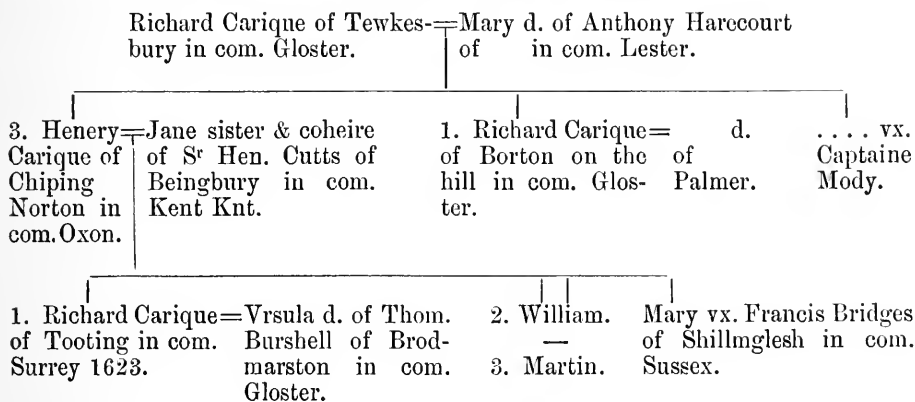 Richard Carique of Tewkes-
bury in com. Gloster.
Mary d. of Anthony Harecourt
of in com. Lester.
3. Henery
Carique of
Chiping
Norton in
com. Oxon.
Jane sister & coheire
of Sʳ Hen. Cutts of
Beingbury in com.
Kent Knt.
1. Richard Carique
of Borton on the
hill in com. Glos-
ter.
d.
of
Palmer.
.... vx.
Captaine
Mody.
1. Richard Carique
of Tooting in com.
Surrey 1623.
Vrsula d. of Thom.
Burshell of Brod-
marston in com.
Gloster.
2. William.
—
3. Martin.
Mary vx. Francis Bridges
of Shillmglesh in com.
Sussex.